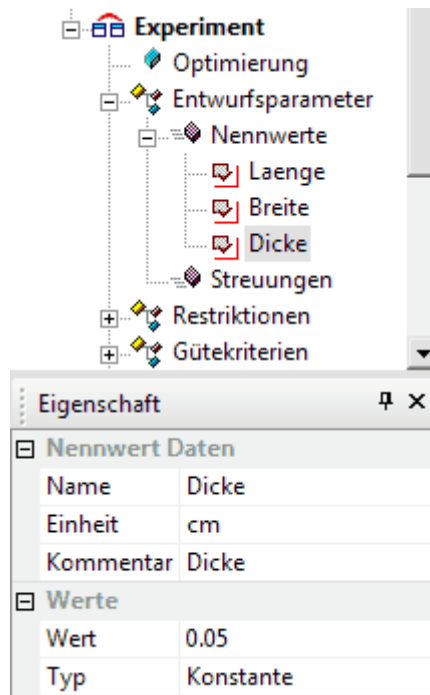 Experiment
Optimierung
Entwurfsparameter
Nennwerte
Laenge
Breite
Dicke
Streuungen
Restriktionen
Gütekriterien
Eigenschaft
Nennwert Daten
Name Dicke
Einheit cm
Kommentar Dicke
Werte
Wert 0.05
Typ Konstante